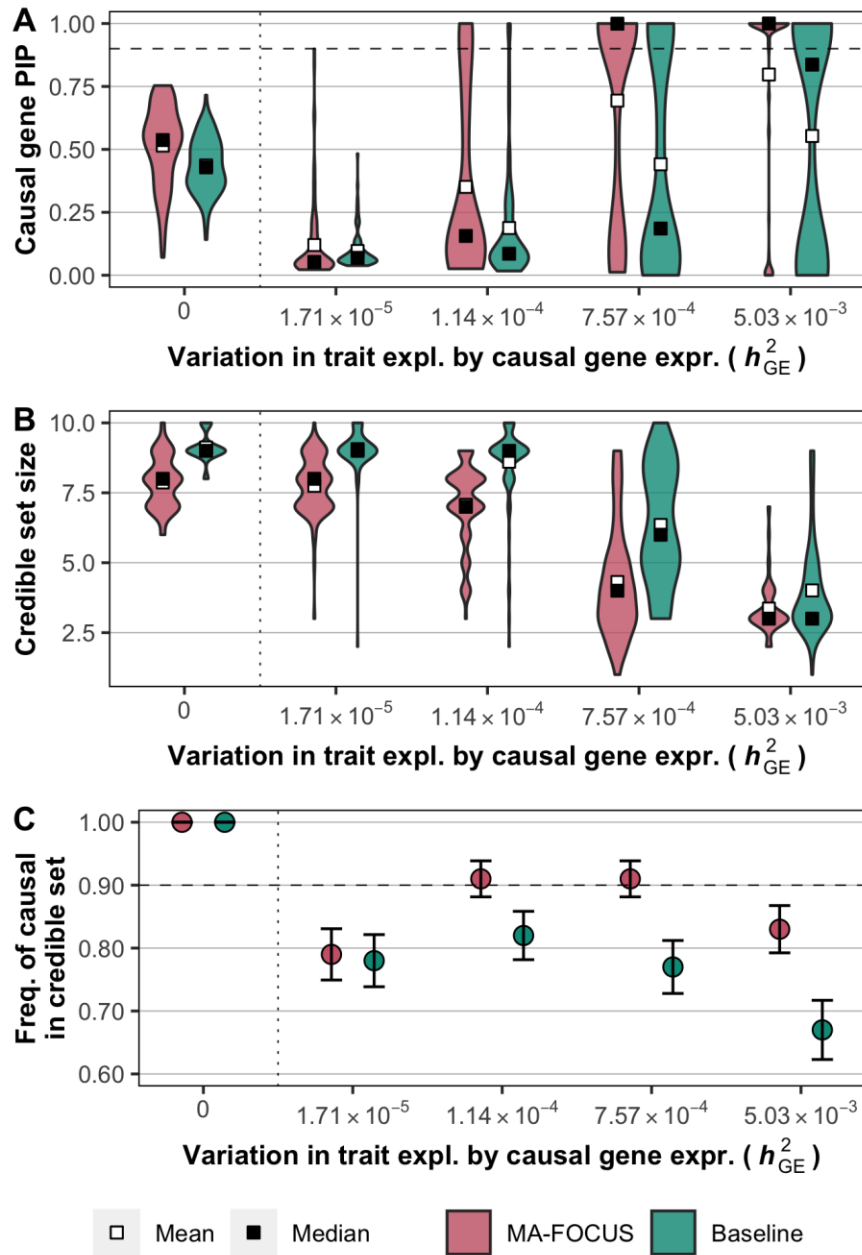 A
Causal gene PIP
1.00
0.75
0.50
0.25
0.00
0
1.71 × 10⁻⁵
1.14 × 10⁻⁴
7.57 × 10⁻⁴
5.03 × 10⁻³
Variation in trait expl. by causal gene expr. ( h²GE )
B
Credible set size
10.0
7.5
5.0
2.5
0
1.71 × 10⁻⁵
1.14 × 10⁻⁴
7.57 × 10⁻⁴
5.03 × 10⁻³
Variation in trait expl. by causal gene expr. ( h²GE )
C
Freq. of causal
in credible set
1.00
0.90
0.80
0.70
0.60
0
1.71 × 10⁻⁵
1.14 × 10⁻⁴
7.57 × 10⁻⁴
5.03 × 10⁻³
Variation in trait expl. by causal gene expr. ( h²GE )
Mean
Median
MA-FOCUS
Baseline